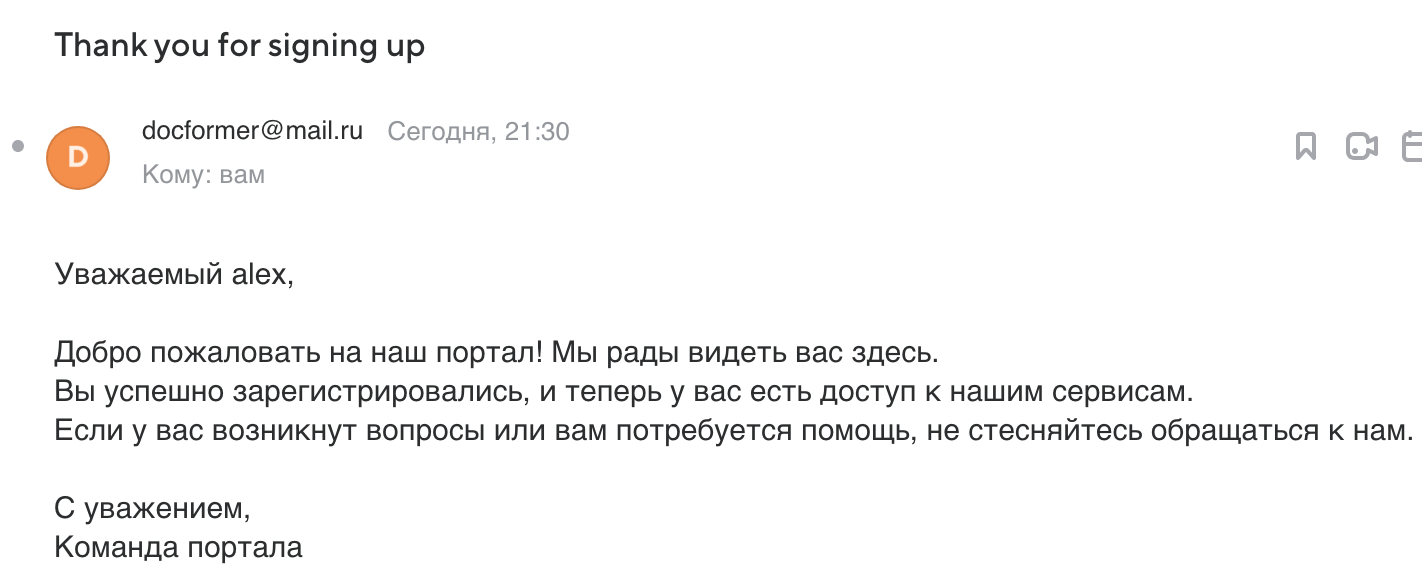 Thank you for signing up
D
docformer@mail.ru Сегодня, 21:30
Кому: вам
Уважаемый alex,
Добро пожаловать на наш портал! Мы рады видеть вас здесь.
Вы успешно зарегистрировались, и теперь у вас есть доступ к нашим сервисам.
Если у вас возникнут вопросы или вам потребуется помощь, не стесняйтесь обращаться к нам.
С уважением,
Команда портала